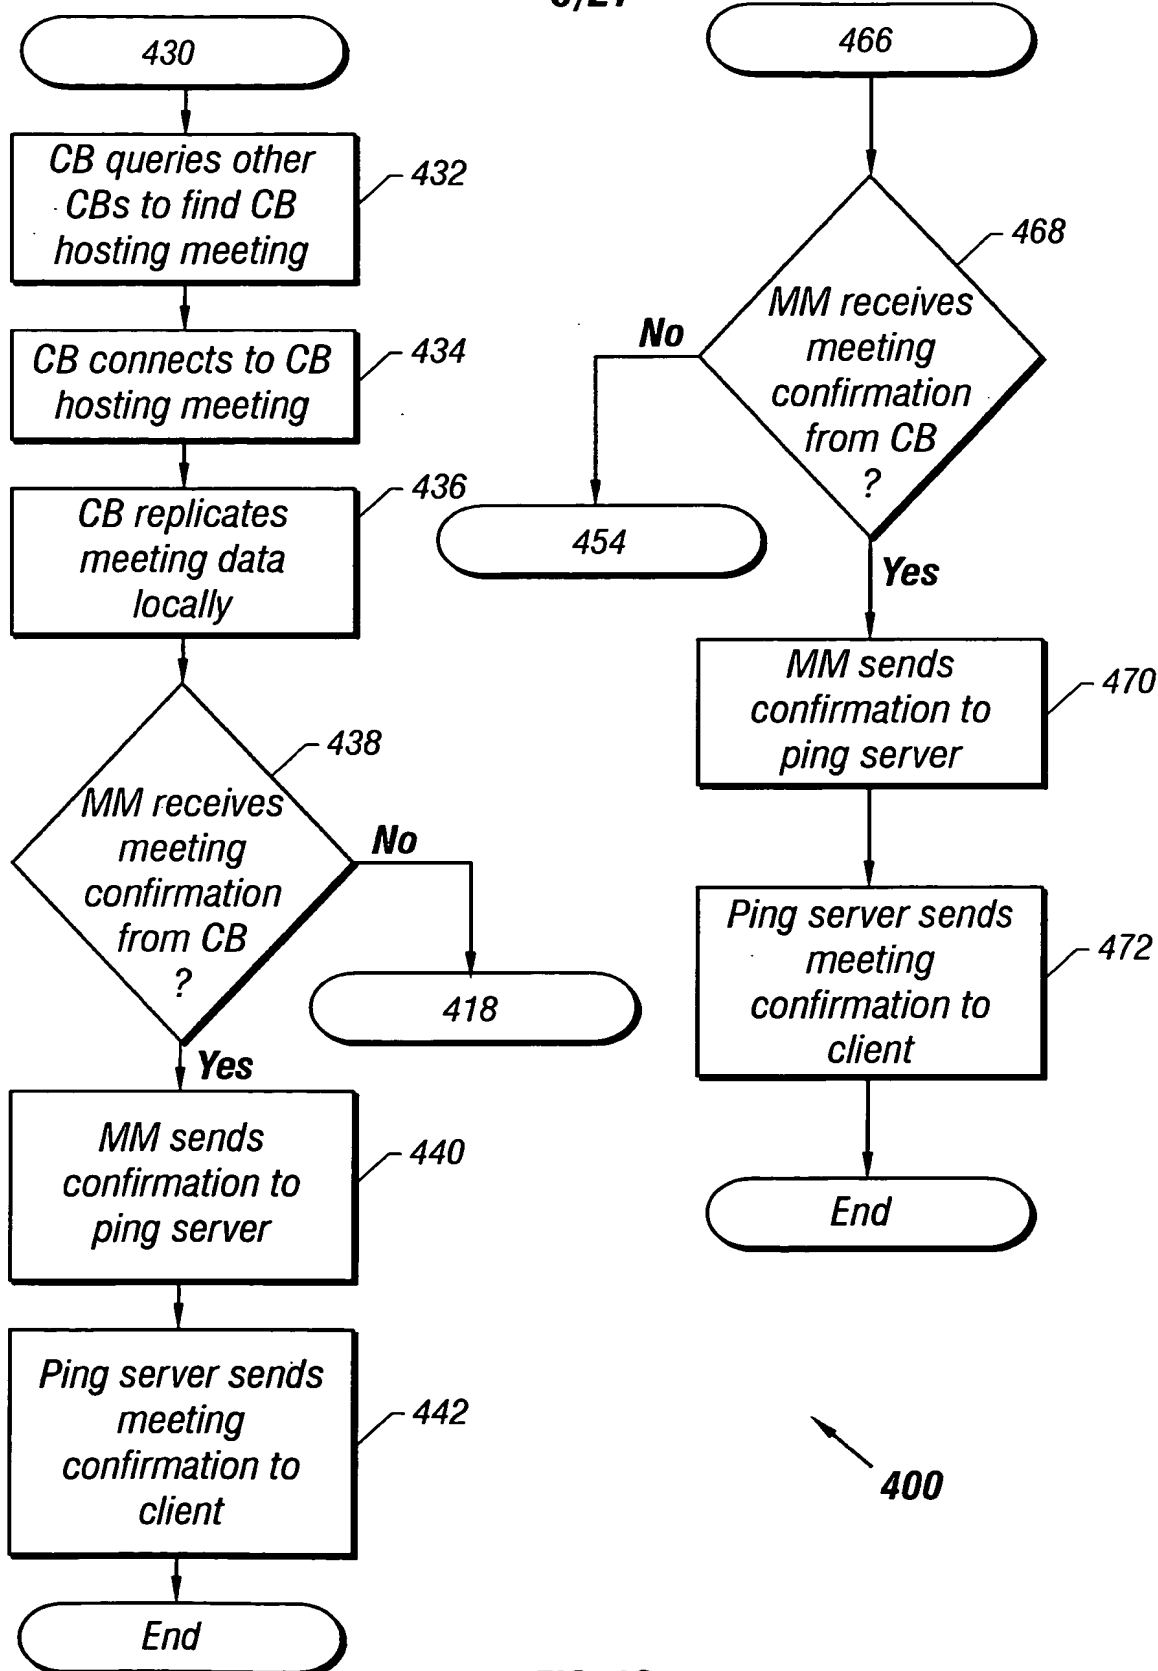 430
CB queries other
CBs to find CB
hosting meeting
432
CB connects to CB
hosting meeting
434
CB replicates
meeting data
locally
436
MM receives
meeting
confirmation
from CB
?
438
No
418
Yes
MM sends
confirmation to
ping server
440
Ping server sends
meeting
confirmation to
client
442
End
466
MM receives
meeting
confirmation
from CB
?
468
No
454
Yes
MM sends
confirmation to
ping server
470
Ping server sends
meeting
confirmation to
client
472
End
400